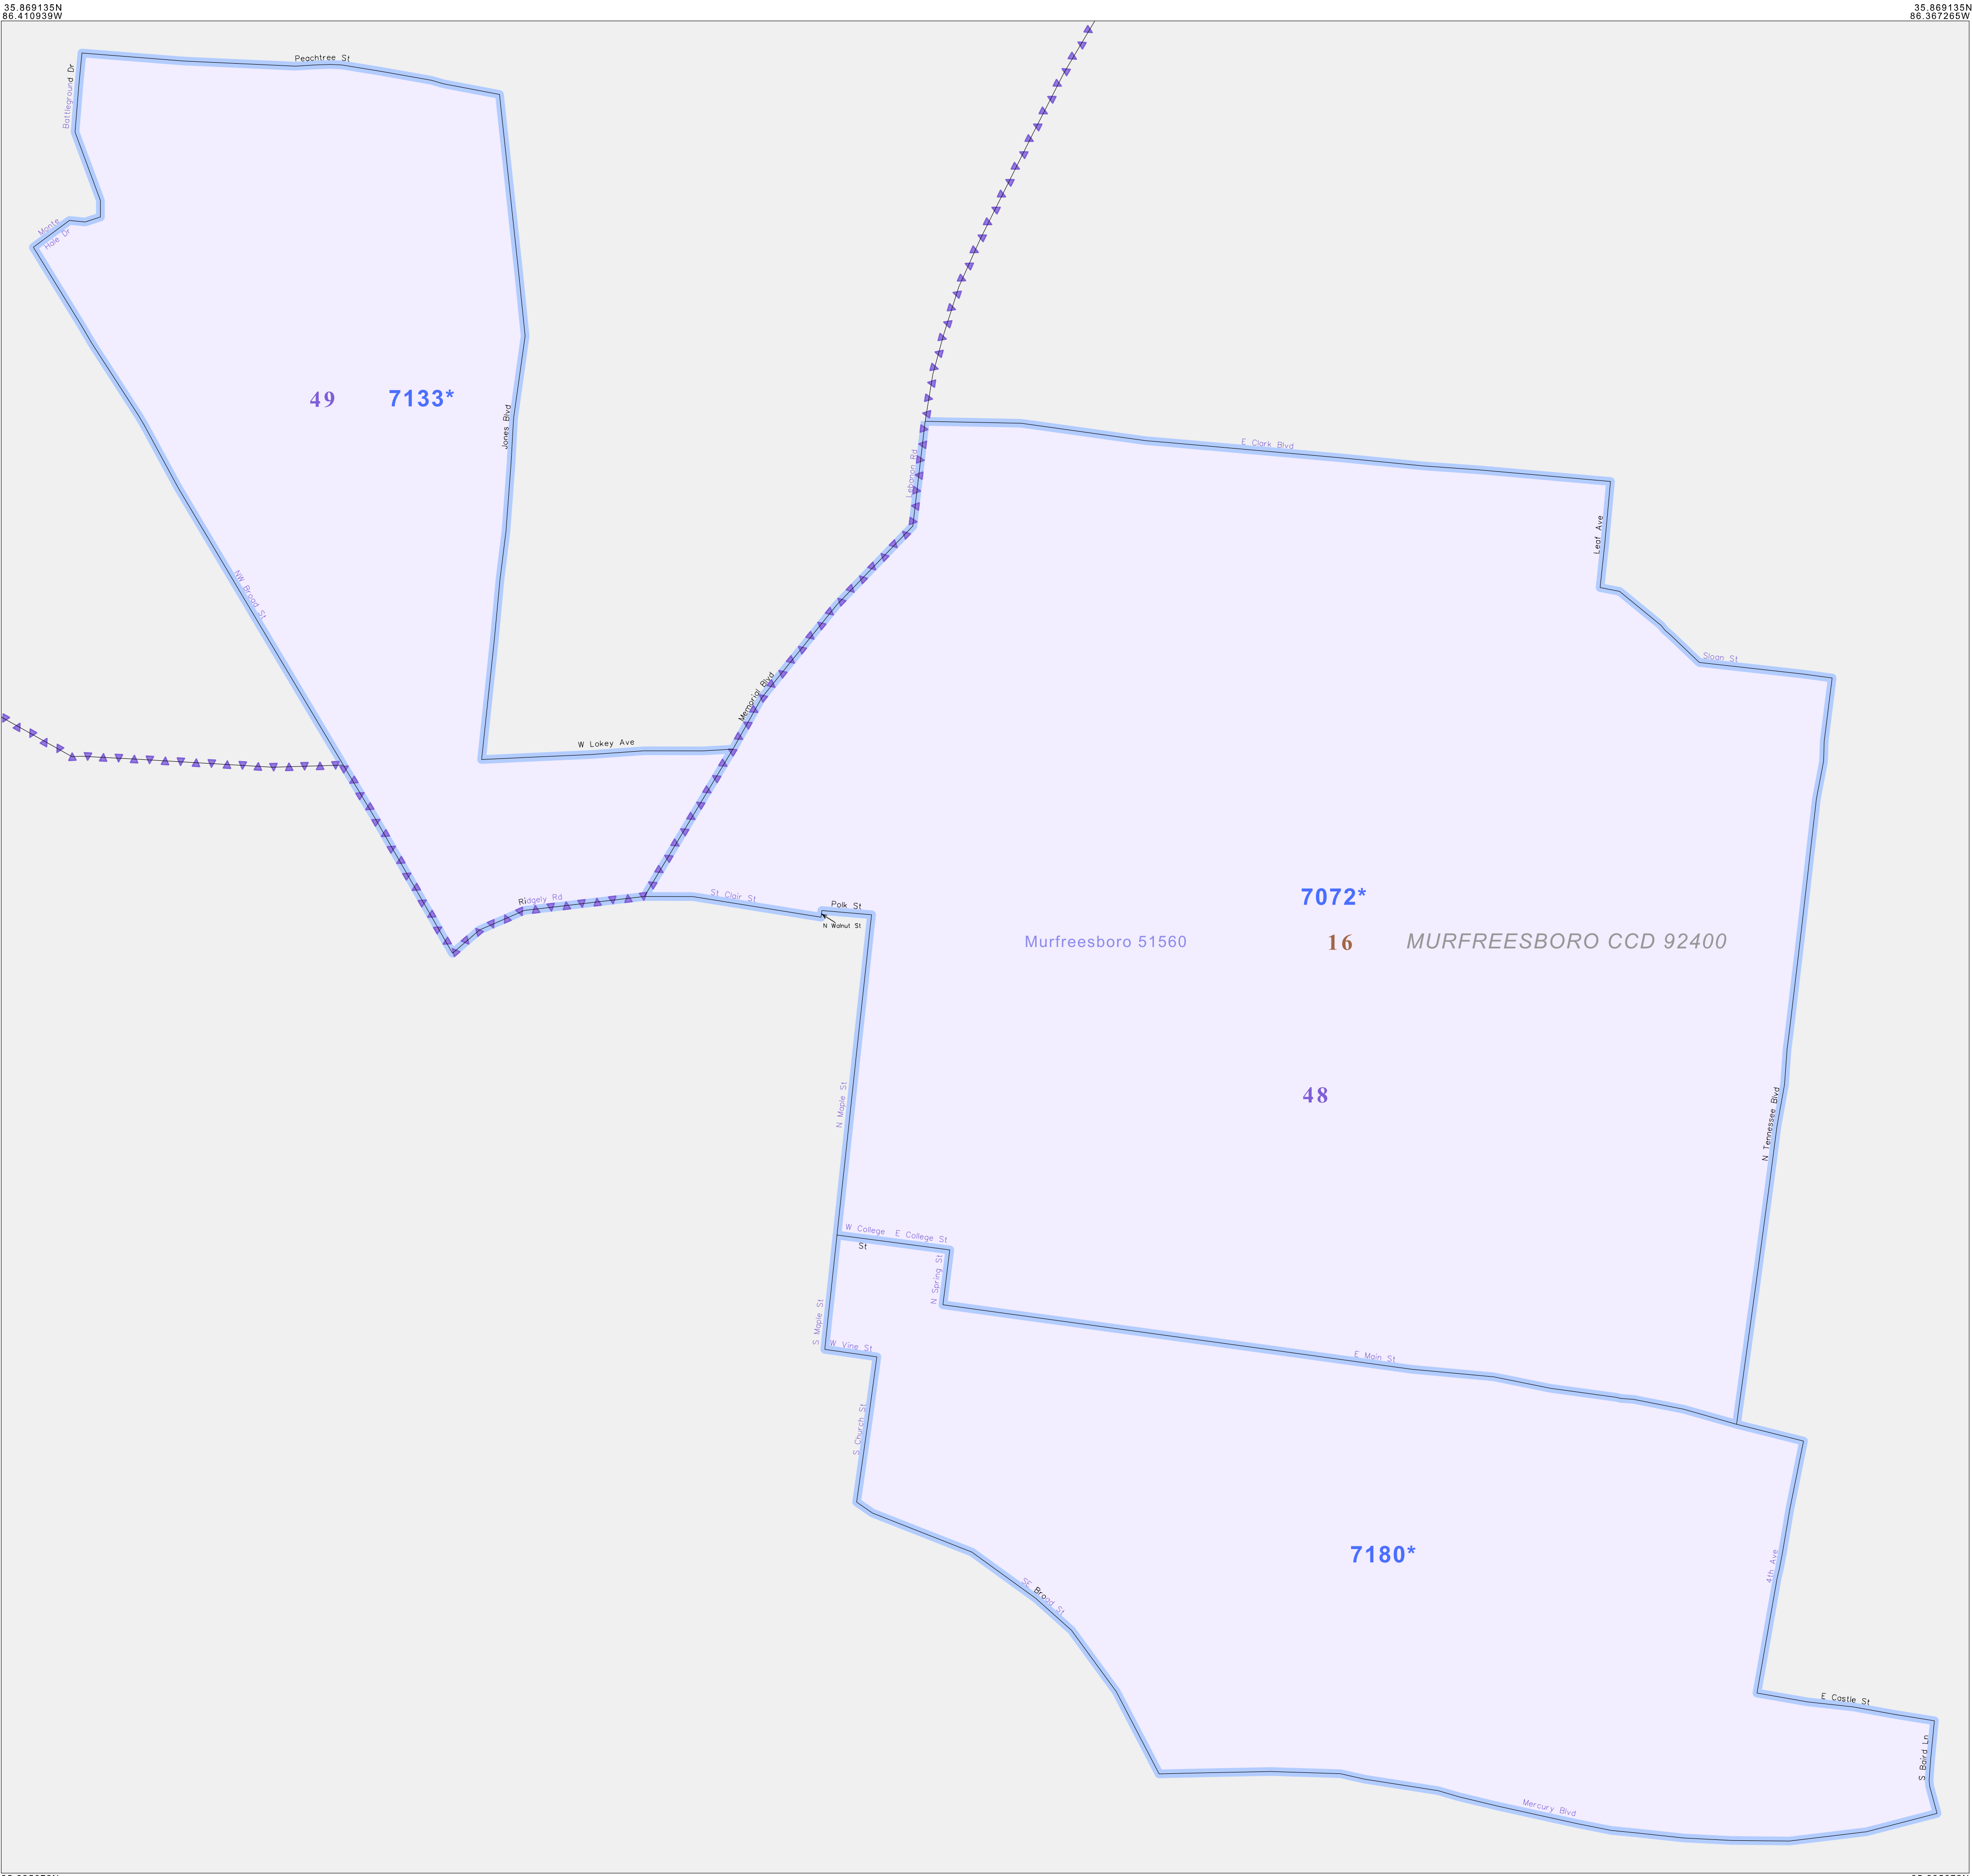 35.869135N
86.410939W
35.869135N
86.367265W
Peachtree St
Battleground Dr
Monte
Hale Dr
49
7133*
Jones Blvd
NW Broad St
W Lokey Ave
Memorial Blvd
Lebanon Rd
E Clark Blvd
Leaf Ave
Sloan St
Ridgely Rd
St Clair St
Polk St
N Walnut St
7072*
Murfreesboro 51560
16
MURFREESBORO CCD 92400
48
N Maple St
N Tennessee Blvd
W College
E College St
St
N Spring St
S Maple St
W Vine St
E Main St
S Church St
7180*
SE Broad St
4th Ave
E Castle St
S Baird Ln
Mercury Blvd